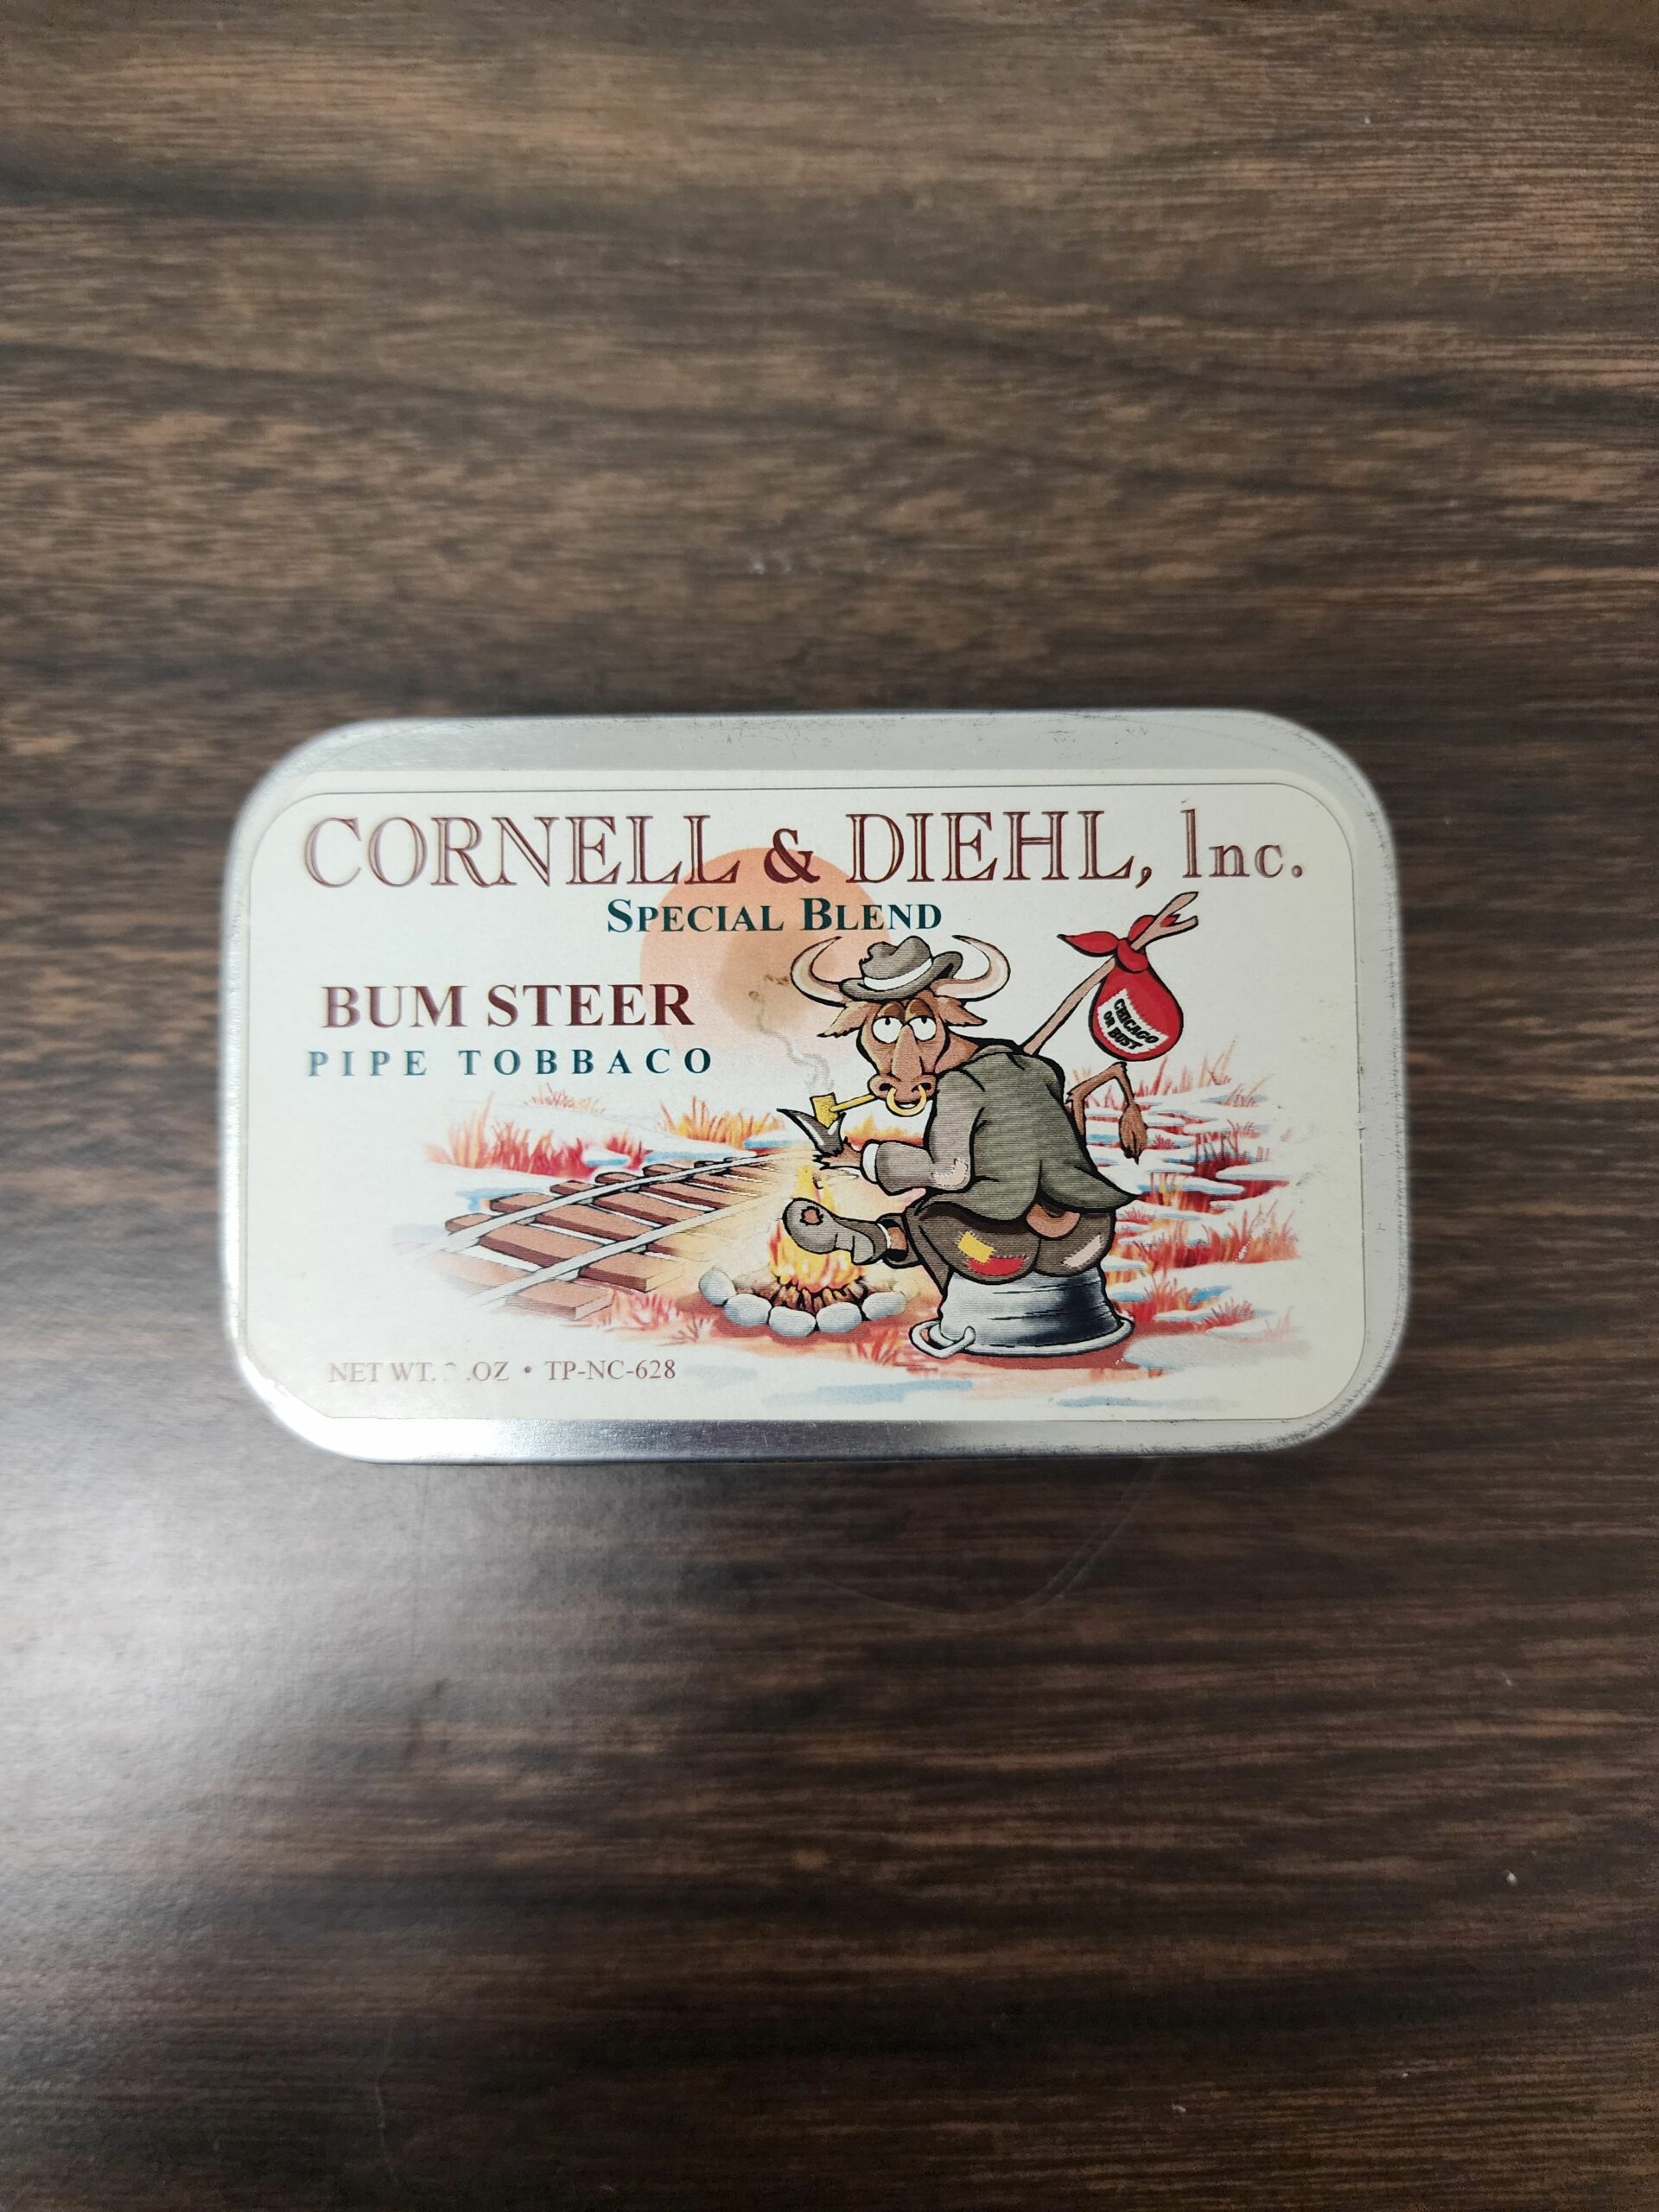 CORNELL & DIEHL, Inc.
SPECIAL BLEND
BUM STEER
PIPE TOBBACO
CHICAGO
OR BUST
NET WT. .OZ • TP-NC-628